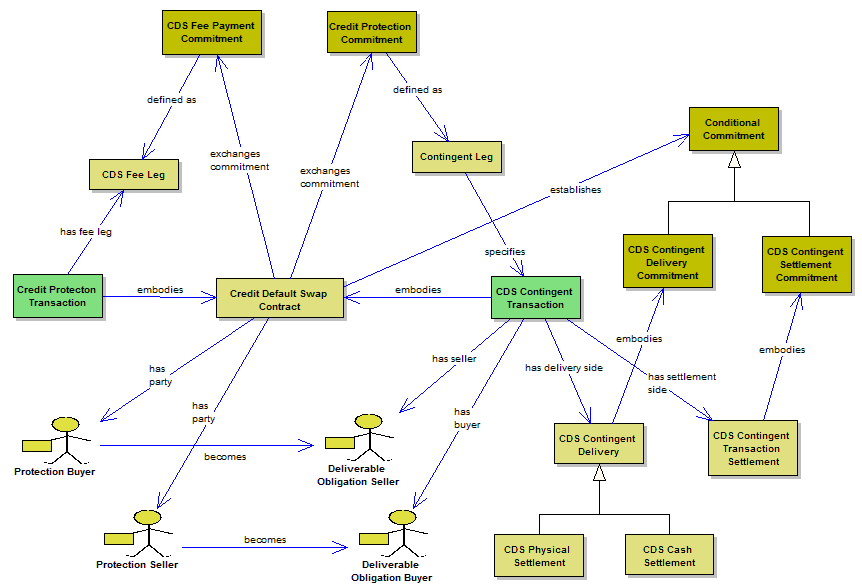 CDS Fee Payment
Commitment
Credit Protection
Commitment
defined as
defined as
Conditional
Commitment
exchanges
commitment
exchanges
commitment
Contingent Leg
CDS Fee Leg
establishes
has fee leg
specifies
CDS Contingent
Delivery
Commitment
CDS Contingent
Settlement
Commitment
Credit Protecton
Transaction
embodies
Credit Default Swap
Contract
embodies
CDS Contingent
Transaction
embodies
embodies
has
party
has seller
has delivery side
has settlement
side
has
party
has
buyer
CDS Contingent
Delivery
CDS Contingent
Transaction
Settlement
Protection Buyer
becomes
Deliverable
Obligation Seller
Protection Seller
becomes
Deliverable
Obligation Buyer
CDS Physical
Settlement
CDS Cash
Settlement